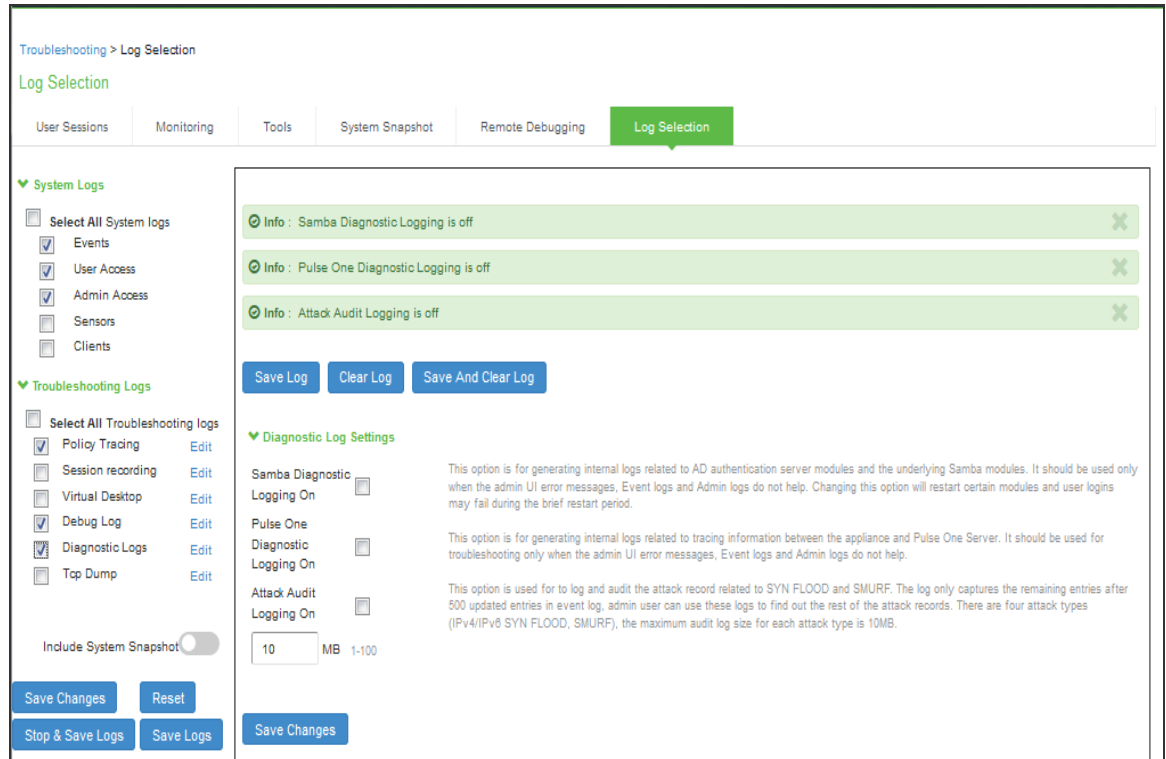 Troubleshooting > Log Selection
Log Selection
User Sessions
Monitoring
Tools
System Snapshot
Remote Debugging
Log Selection
System Logs
Select All System logs
Events
User Access
Admin Access
Sensors
Clients
Troubleshooting Logs
Select All Troubleshooting logs
Policy Tracing Edit
Session recording Edit
Virtual Desktop Edit
Debug Log Edit
Diagnostic Logs Edit
Tcp Dump Edit
Include System Snapshot
Save Changes
Reset
Stop & Save Logs
Save Logs
Info : Samba Diagnostic Logging is off
Info : Pulse One Diagnostic Logging is off
Info : Attack Audit Logging is off
Save Log
Clear Log
Save And Clear Log
Diagnostic Log Settings
Samba Diagnostic
Logging On
This option is for generating internal logs related to AD authentication server modules and the underlying Samba modules. It should be used only
when the admin UI error messages, Event logs and Admin logs do not help. Changing this option will restart certain modules and user logins
may fail during the brief restart period.
Pulse One
Diagnostic
Logging On
This option is for generating internal logs related to tracing information between the appliance and Pulse One Server. It should be used for
troubleshooting only when the admin UI error messages, Event logs and Admin logs do not help.
Attack Audit
Logging On
This option is used for to log and audit the attack record related to SYN FLOOD and SMURF. The log only captures the remaining entries after
500 updated entries in event log, admin user can use these logs to find out the rest of the attack records. There are four attack types
(IPv4/IPv6 SYN FLOOD, SMURF), the maximum audit log size for each attack type is 10MB.
10 MB 1-100
Save Changes